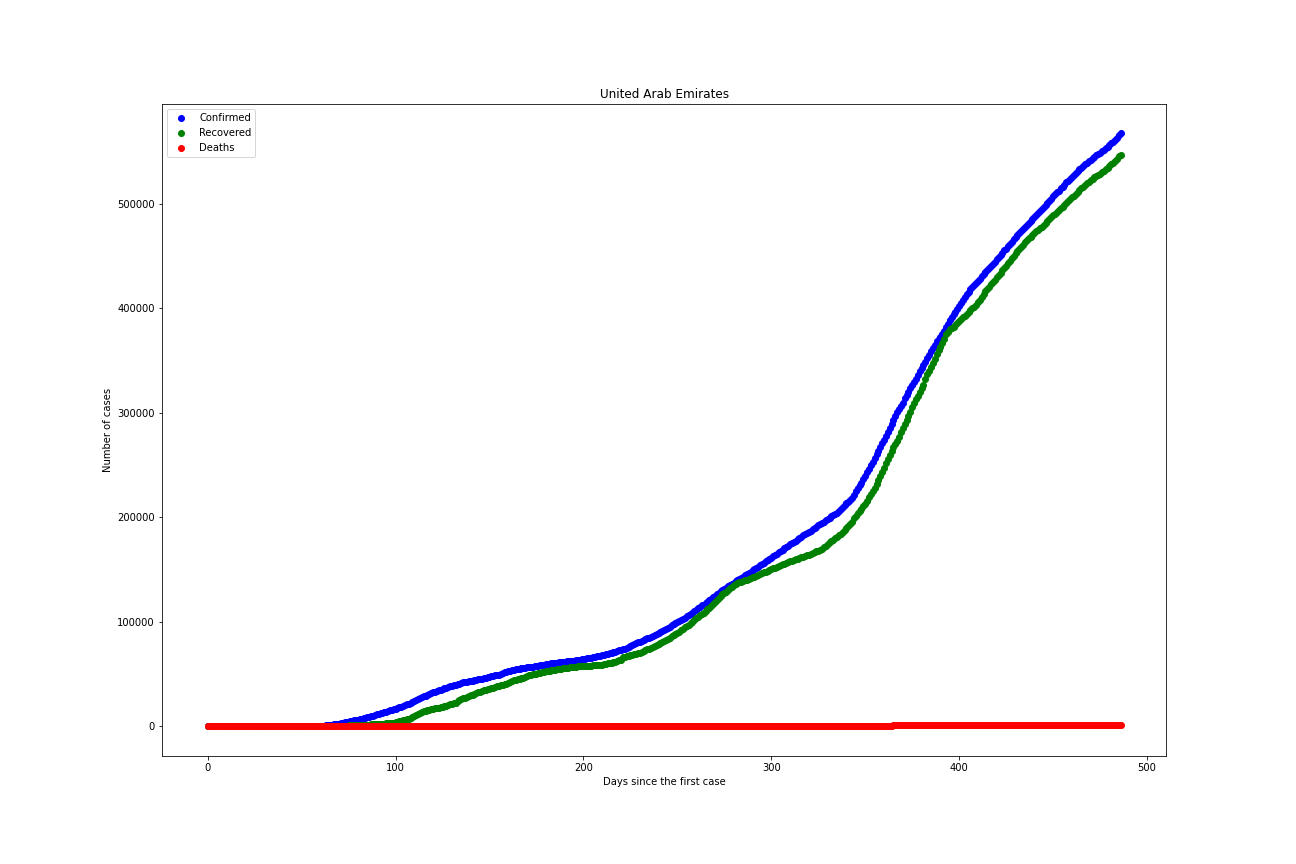 United Arab Emirates
Confirmed
Recovered
Deaths
Number of cases
500000
400000
300000
200000
100000
0
0 100 200 300 400 500
Days since the first case